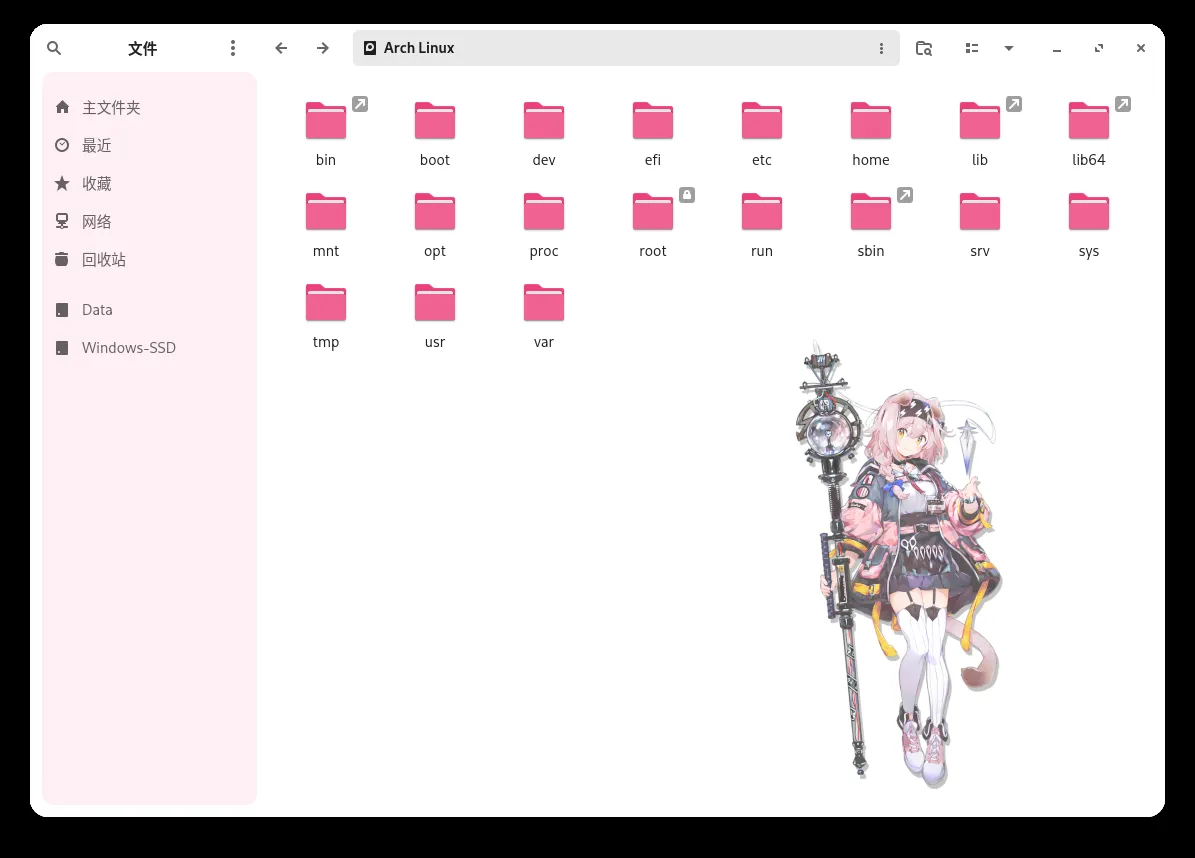 文件
Arch Linux
主文件夹
最近
收藏
网络
回收站
Data
Windows-SSD
bin boot dev efi etc home lib lib64
mnt opt proc root run sbin srv sys
tmp usr var